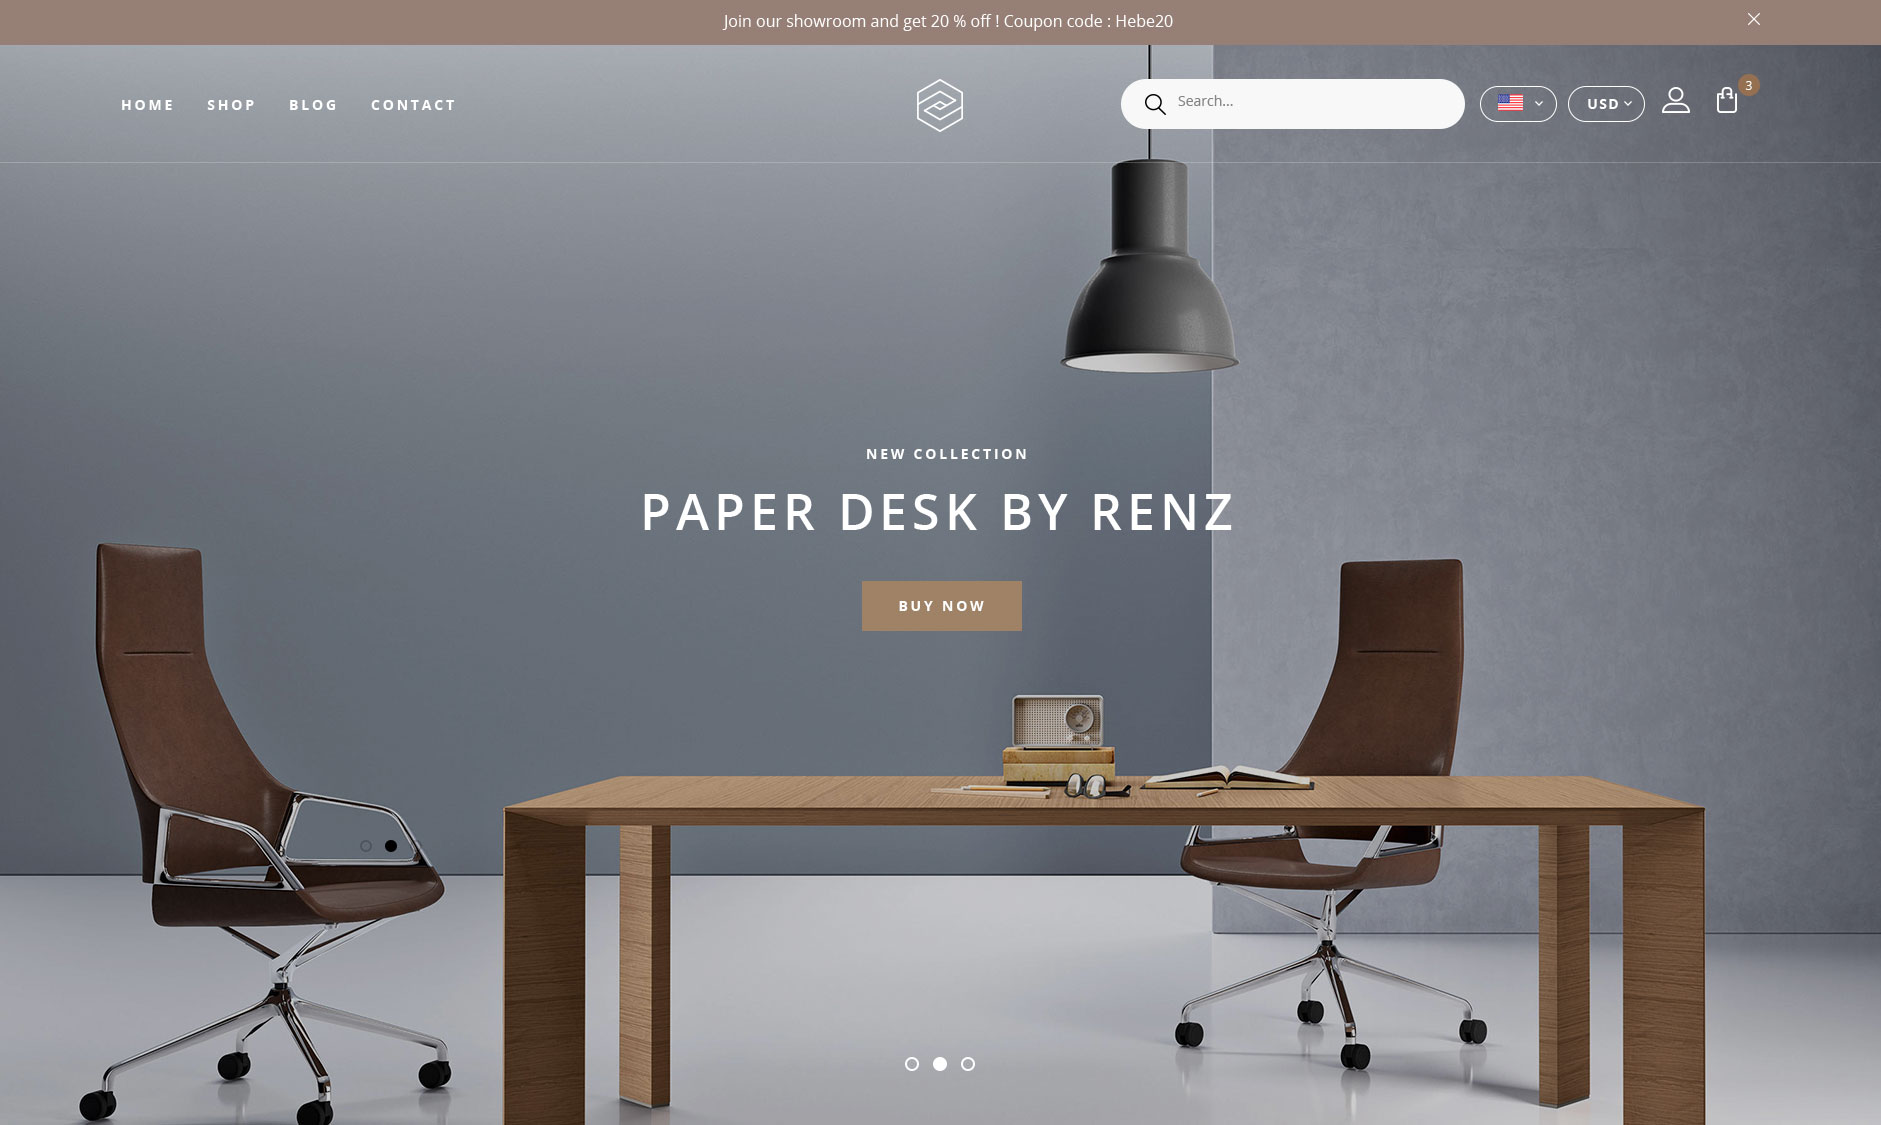 Join our showroom and get 20 % off ! Coupon code : Hebe20
HOME SHOP BLOG CONTACT
Search...
USD
3
NEW COLLECTION
PAPER DESK BY RENZ
BUY NOW